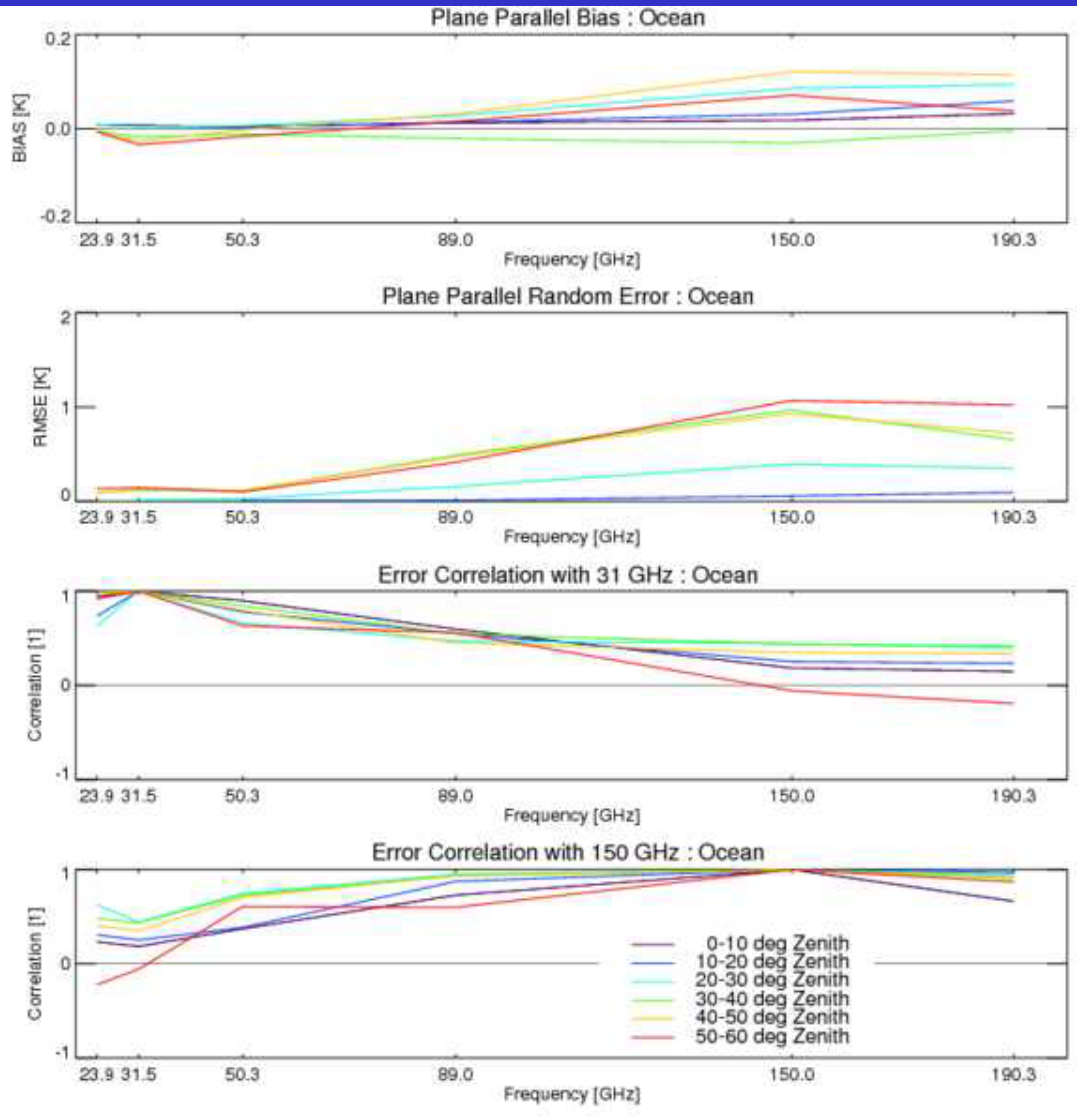 Plane Parallel Bias : Ocean
0.2
0.0
-0.2
BIAS [K]
23.9 31.5 50.3 89.0 150.0 190.3
Frequency [GHz]
Plane Parallel Random Error : Ocean
2
1
0
RMSE [K]
23.9 31.5 50.3 89.0 150.0 190.3
Frequency [GHz]
Error Correlation with 31 GHz : Ocean
1
0
-1
Correlation [1]
23.9 31.5 50.3 89.0 150.0 190.3
Frequency [GHz]
Error Correlation with 150 GHz : Ocean
1
0
-1
Correlation [1]
0-10 deg Zenith
10-20 deg Zenith
20-30 deg Zenith
30-40 deg Zenith
40-50 deg Zenith
50-60 deg Zenith
23.9 31.5 50.3 89.0 150.0 190.3
Frequency [GHz]